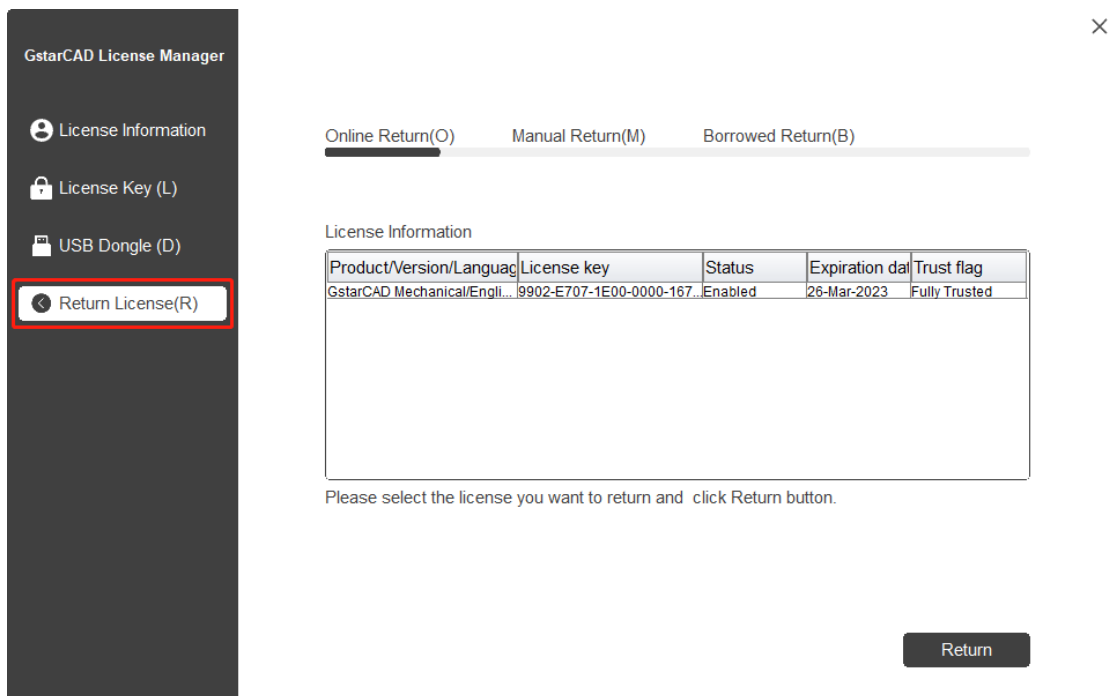 GstarCAD License Manager
License Information
License Key (L)
USB Dongle (D)
Return License(R)
Online Return(O) Manual Return(M) Borrowed Return(B)
License Information
Product/Version/Languag License key Status Expiration dat Trust flag
GstarCAD Mechanical/Engli... 9902-E707-1E00-0000-167... Enabled 26-Mar-2023 Fully Trusted
Please select the license you want to return and click Return button.
Return